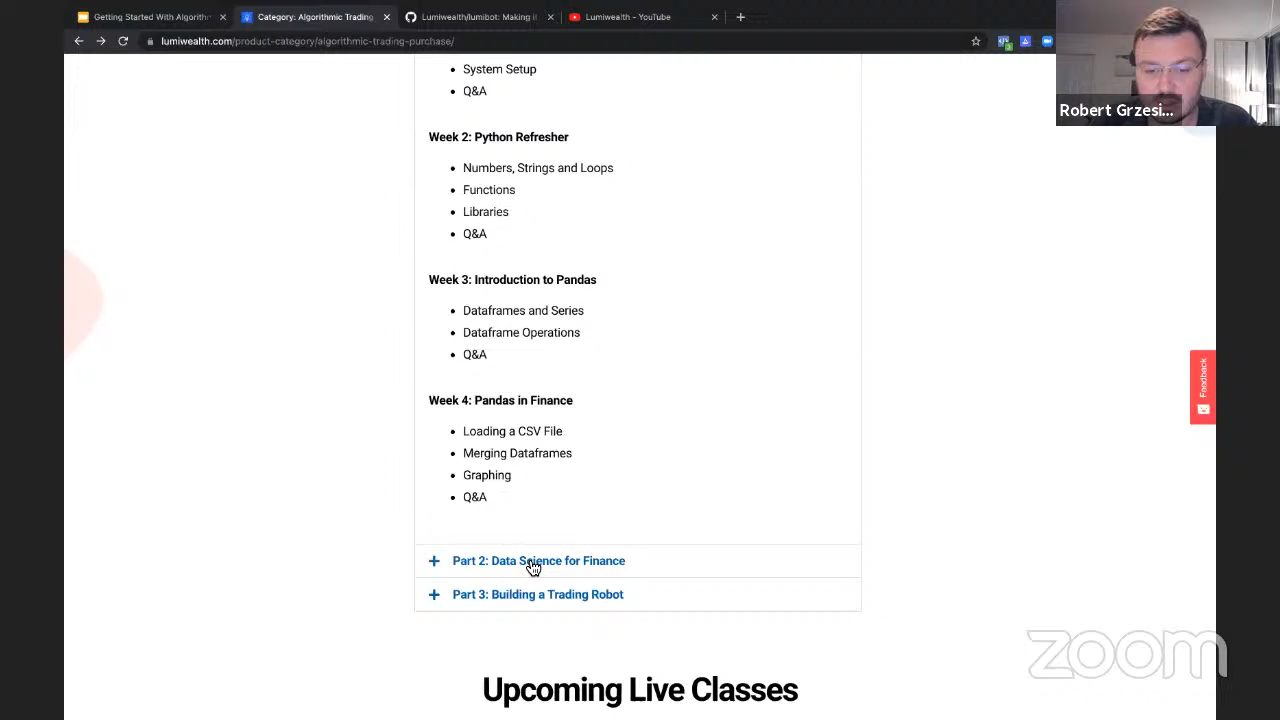 Getting Started With Algorithm
Category: Algorithmic Trading
Lumiwealth/lumibot: Making it
Lumiwealth - YouTube
lumiwealth.com/product-category/algorithmic-trading-purchase/
Robert Grzesi...
System Setup
Q&A
Week 2: Python Refresher
Numbers, Strings and Loops
Functions
Libraries
Q&A
Week 3: Introduction to Pandas
Dataframes and Series
Dataframe Operations
Q&A
Feedback
Week 4: Pandas in Finance
Loading a CSV File
Merging Dataframes
Graphing
Q&A
Part 2: Data Science for Finance
Part 3: Building a Trading Robot
zoom
Upcoming Live Classes